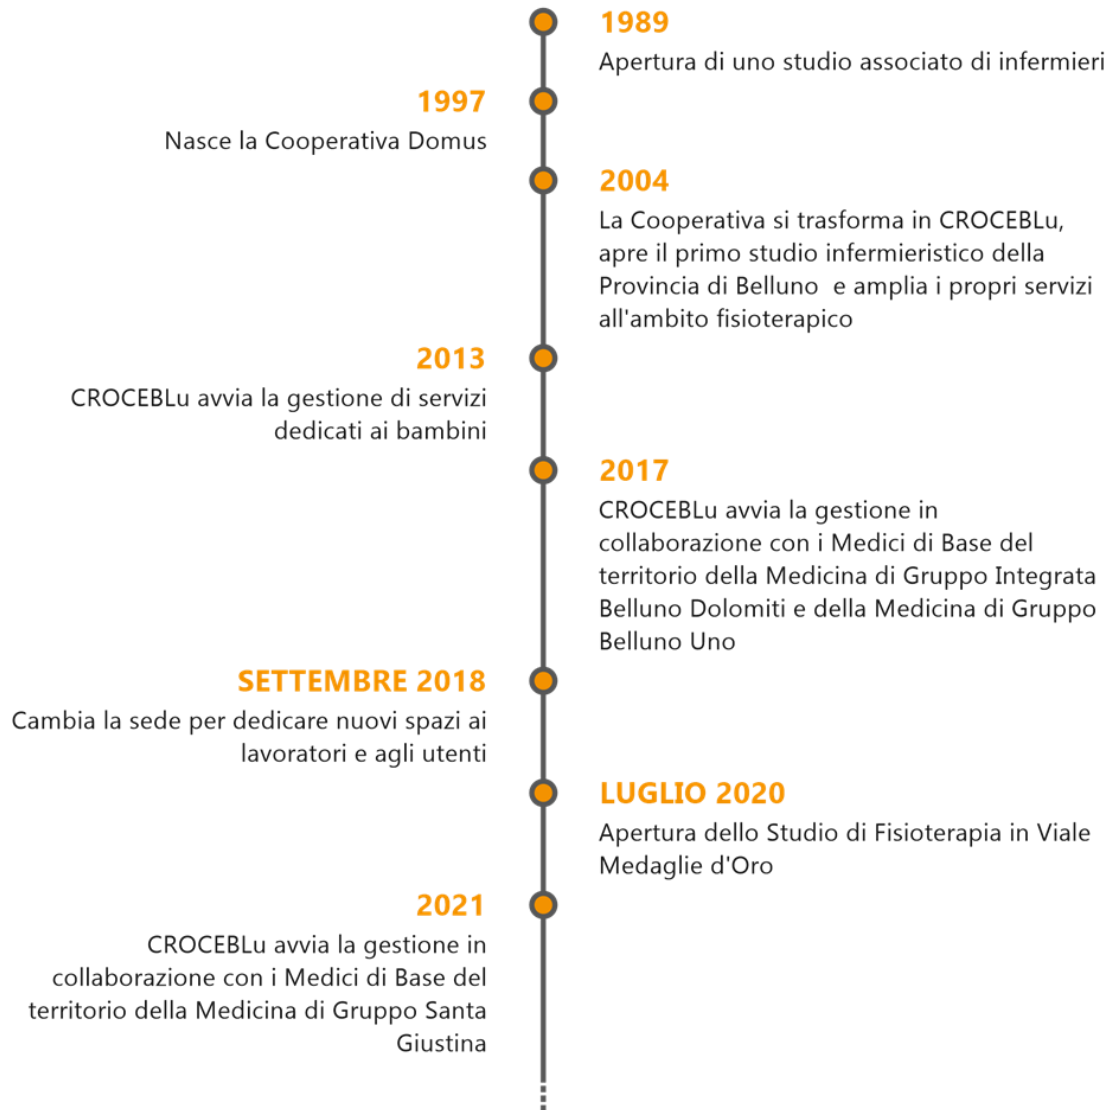 1989
Apertura di uno studio associato di infermieri
1997
Nasce la Cooperativa Domus
2004
La Cooperativa si trasforma in CROCEBLu,
apre il primo studio infermieristico della
Provincia di Belluno  e amplia i propri servizi
all'ambito fisioterapico
2013
CROCEBLu avvia la gestione di servizi
dedicati ai bambini
2017
CROCEBLu avvia la gestione in
collaborazione con i Medici di Base del
territorio della Medicina di Gruppo Integrata
Belluno Dolomiti e della Medicina di Gruppo
Belluno Uno
SETTEMBRE 2018
Cambia la sede per dedicare nuovi spazi ai
lavoratori e agli utenti
LUGLIO 2020
Apertura dello Studio di Fisioterapia in Viale
Medaglie d'Oro
2021
CROCEBLu avvia la gestione in
collaborazione con i Medici di Base del
territorio della Medicina di Gruppo Santa
Giustina